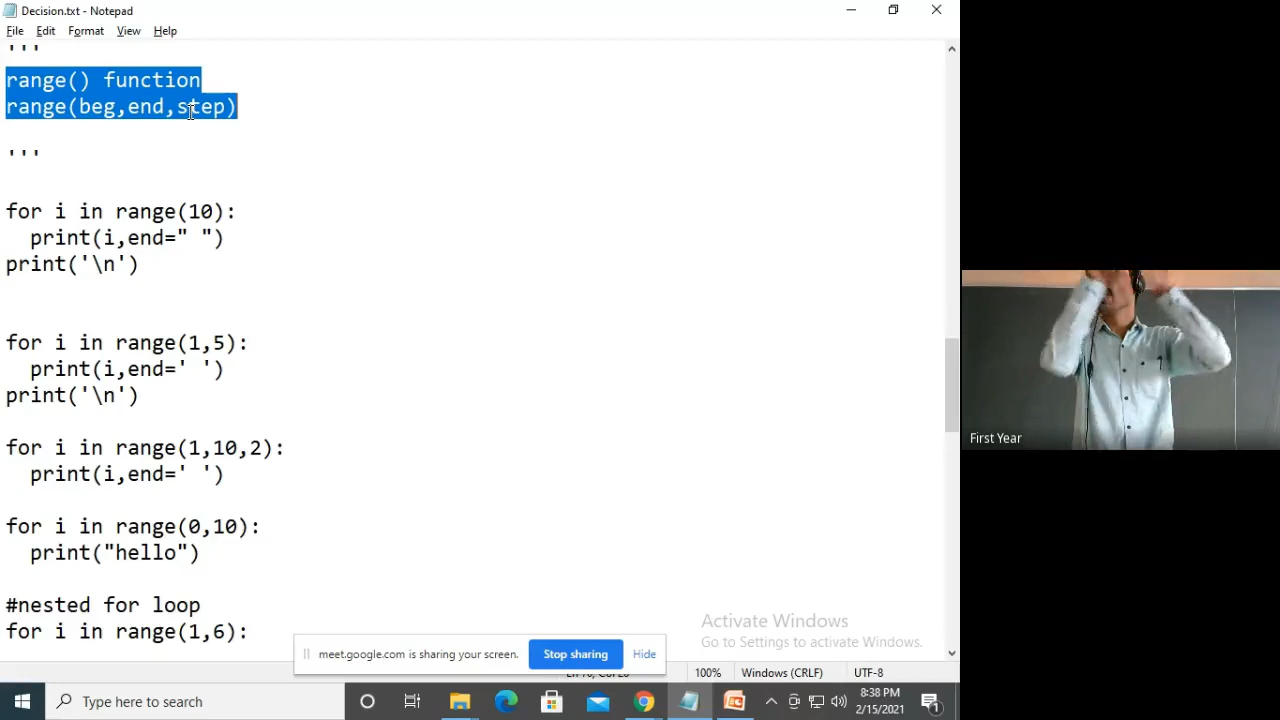 Decision.txt - Notepad
File Edit Format View Help
'''
range() function
range(beg,end,step)
'''
for i in range(10):
  print(i,end=" ")
print('\n')
for i in range(1,5):
  print(i,end=' ')
print('\n')
for i in range(1,10,2):
  print(i,end=' ')
for i in range(0,10):
  print("hello")
#nested for loop
for i in range(1,6):
First Year
Activate Windows
Go to Settings to activate Windows.
meet.google.com is sharing your screen. Stop sharing Hide
100% Windows (CRLF) UTF-8
Type here to search
8:38 PM
2/15/2021
1